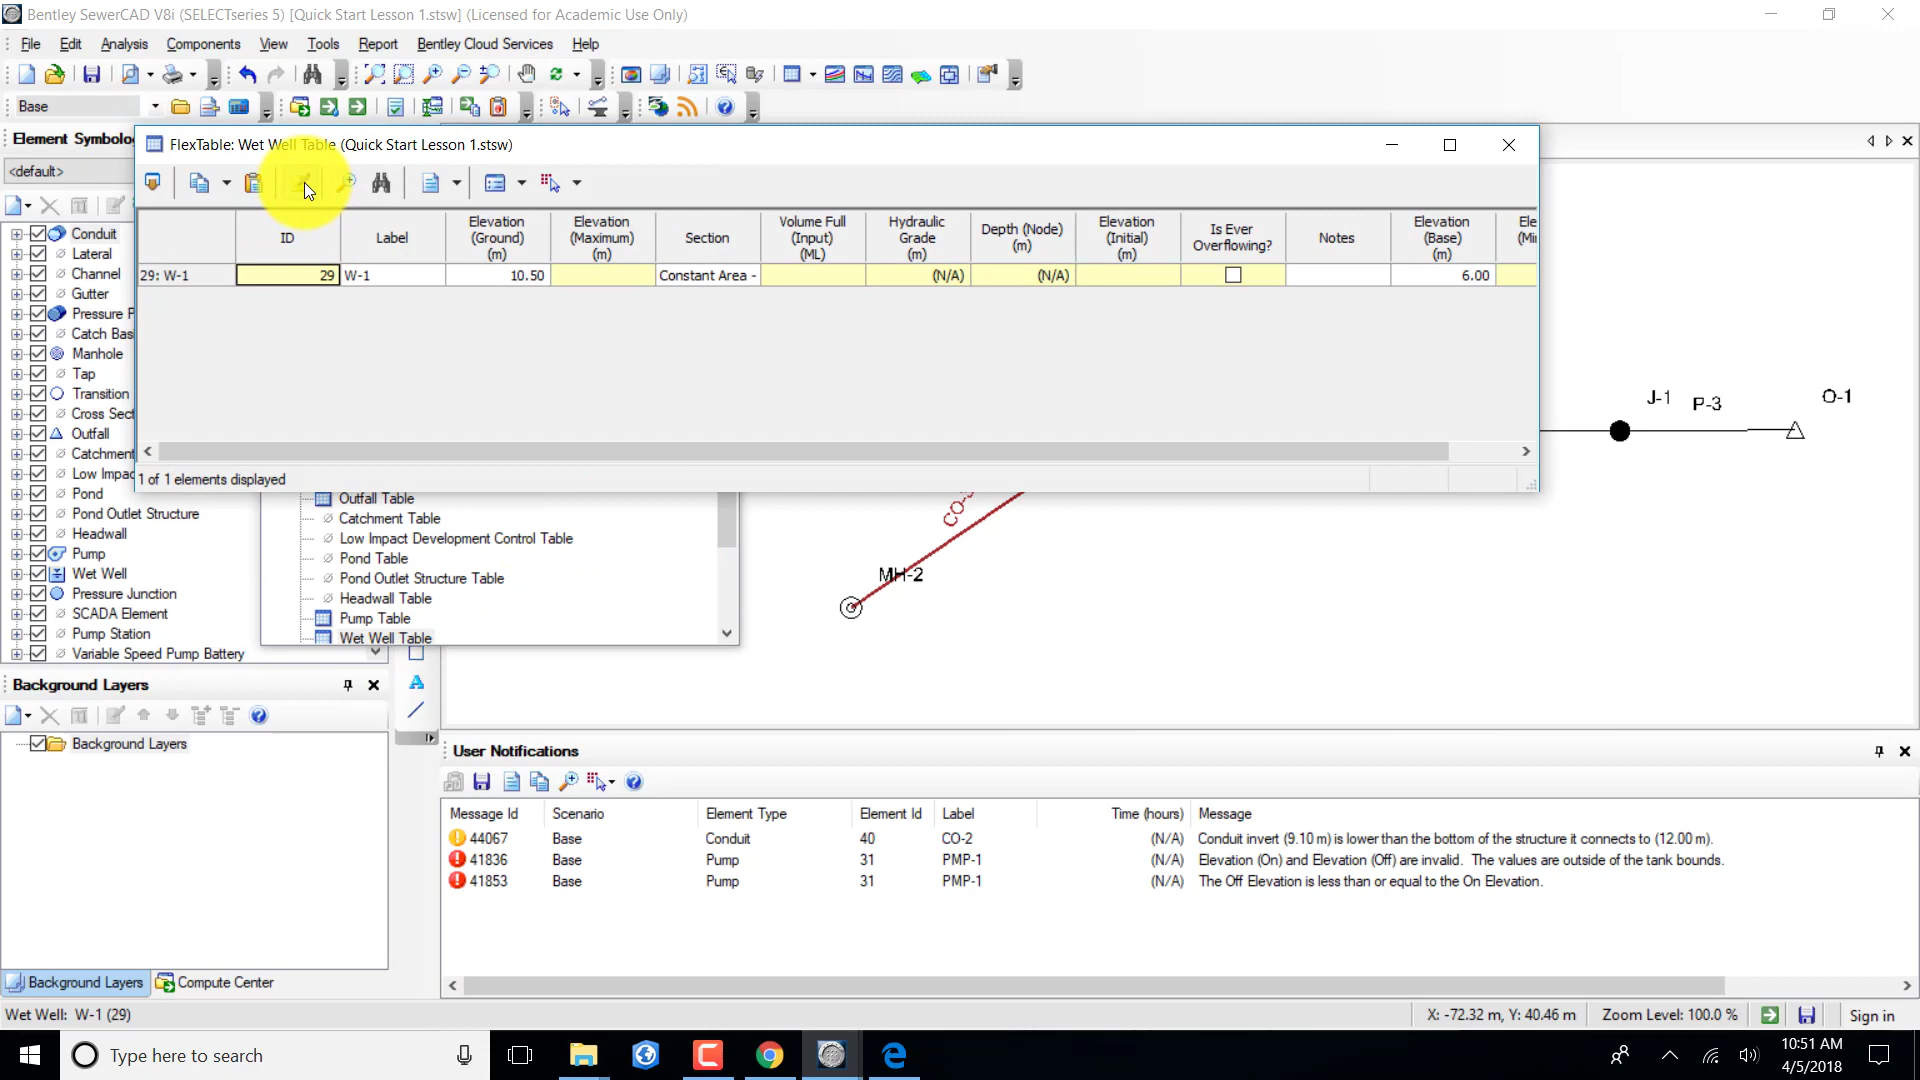 Bentley SewerCAD V8i (SELECTseries 5) [Quick Start Lesson 1.stsw] (Licensed for Academic Use Only)
File Edit Analysis Components View Tools Report Bentley Cloud Services Help
Base
Element Symbolo
<default>
Conduit
Lateral
Channel
Gutter
Pressure P
Catch Bas
Manhole
Tap
Transition
Cross Sect
Outfall
Catchment
Low Impac
Pond
Pond Outlet Structure
Headwall
Pump
Wet Well
Pressure Junction
SCADA Element
Pump Station
Variable Speed Pump Battery
FlexTable: Wet Well Table (Quick Start Lesson 1.stsw)
ID Label Elevation (Ground) (m) Elevation (Maximum) (m) Section Volume Full (Input) (ML) Hydraulic Grade (m) Depth (Node) (m) Elevation (Initial) (m) Is Ever Overflowing? Notes Elevation (Base) (m) Ele (Mi
29: W-1 29 W-1 10.50 Constant Area - (N/A) (N/A) 6.00
1 of 1 elements displayed
Outfall Table
Catchment Table
Low Impact Development Control Table
Pond Table
Pond Outlet Structure Table
Headwall Table
Pump Table
Wet Well Table
J-1 P-3 O-1
MH-2
Background Layers
Background Layers
Background Layers Compute Center
User Notifications
Message Id Scenario Element Type Element Id Label Time (hours) Message
44067 Base Conduit 40 CO-2 (N/A) Conduit invert (9.10 m) is lower than the bottom of the structure it connects to (12.00 m).
41836 Base Pump 31 PMP-1 (N/A) Elevation (On) and Elevation (Off) are invalid. The values are outside of the tank bounds.
41853 Base Pump 31 PMP-1 (N/A) The Off Elevation is less than or equal to the On Elevation.
Wet Well: W-1 (29) X: -72.32 m, Y: 40.46 m Zoom Level: 100.0 % Sign in
Type here to search
10:51 AM
4/5/2018